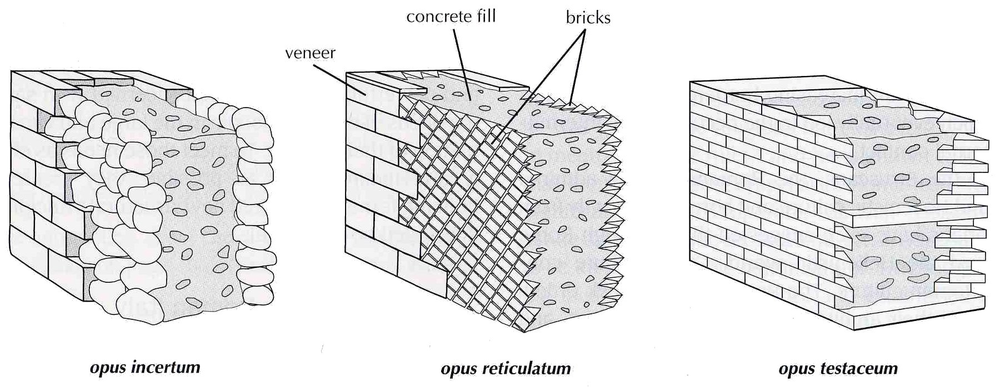 concrete fill
bricks
veneer
opus incertum
opus reticulatum
opus testaceum